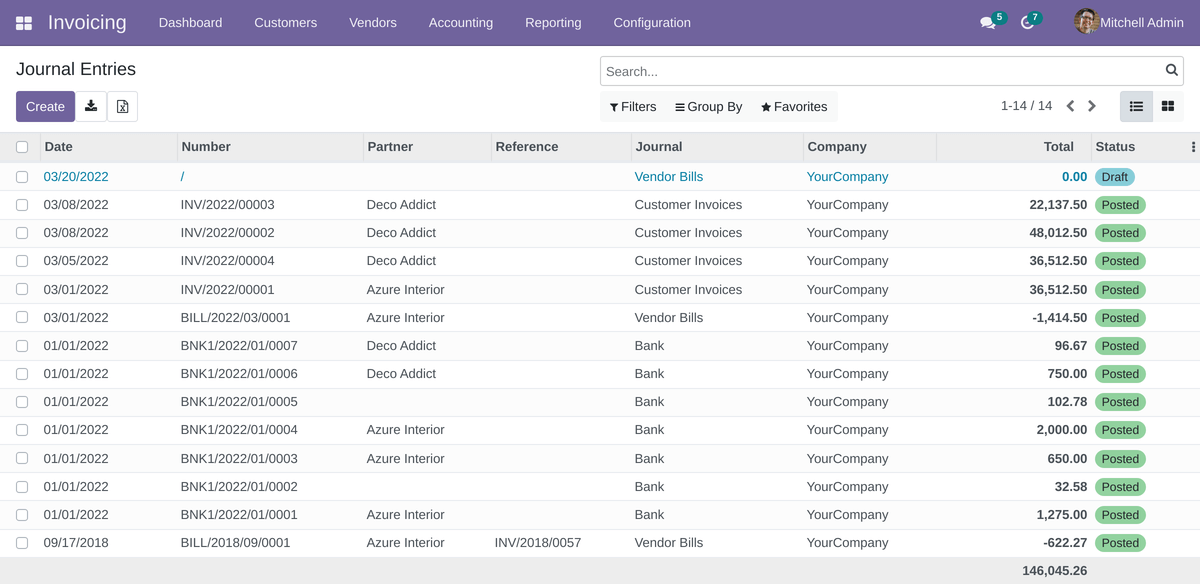 Invoicing Dashboard Customers Vendors Accounting Reporting Configuration 5 7 Mitchell Admin
Journal Entries Search...
Create Filters Group By Favorites 1-14 / 14
Date Number Partner Reference Journal Company Total Status
03/20/2022 / Vendor Bills YourCompany 0.00 Draft
03/08/2022 INV/2022/00003 Deco Addict Customer Invoices YourCompany 22,137.50 Posted
03/08/2022 INV/2022/00002 Deco Addict Customer Invoices YourCompany 48,012.50 Posted
03/05/2022 INV/2022/00004 Deco Addict Customer Invoices YourCompany 36,512.50 Posted
03/01/2022 INV/2022/00001 Azure Interior Customer Invoices YourCompany 36,512.50 Posted
03/01/2022 BILL/2022/03/0001 Azure Interior Vendor Bills YourCompany -1,414.50 Posted
01/01/2022 BNK1/2022/01/0007 Deco Addict Bank YourCompany 96.67 Posted
01/01/2022 BNK1/2022/01/0006 Deco Addict Bank YourCompany 750.00 Posted
01/01/2022 BNK1/2022/01/0005 Bank YourCompany 102.78 Posted
01/01/2022 BNK1/2022/01/0004 Azure Interior Bank YourCompany 2,000.00 Posted
01/01/2022 BNK1/2022/01/0003 Azure Interior Bank YourCompany 650.00 Posted
01/01/2022 BNK1/2022/01/0002 Bank YourCompany 32.58 Posted
01/01/2022 BNK1/2022/01/0001 Azure Interior Bank YourCompany 1,275.00 Posted
09/17/2018 BILL/2018/09/0001 Azure Interior INV/2018/0057 Vendor Bills YourCompany -622.27 Posted
146,045.26